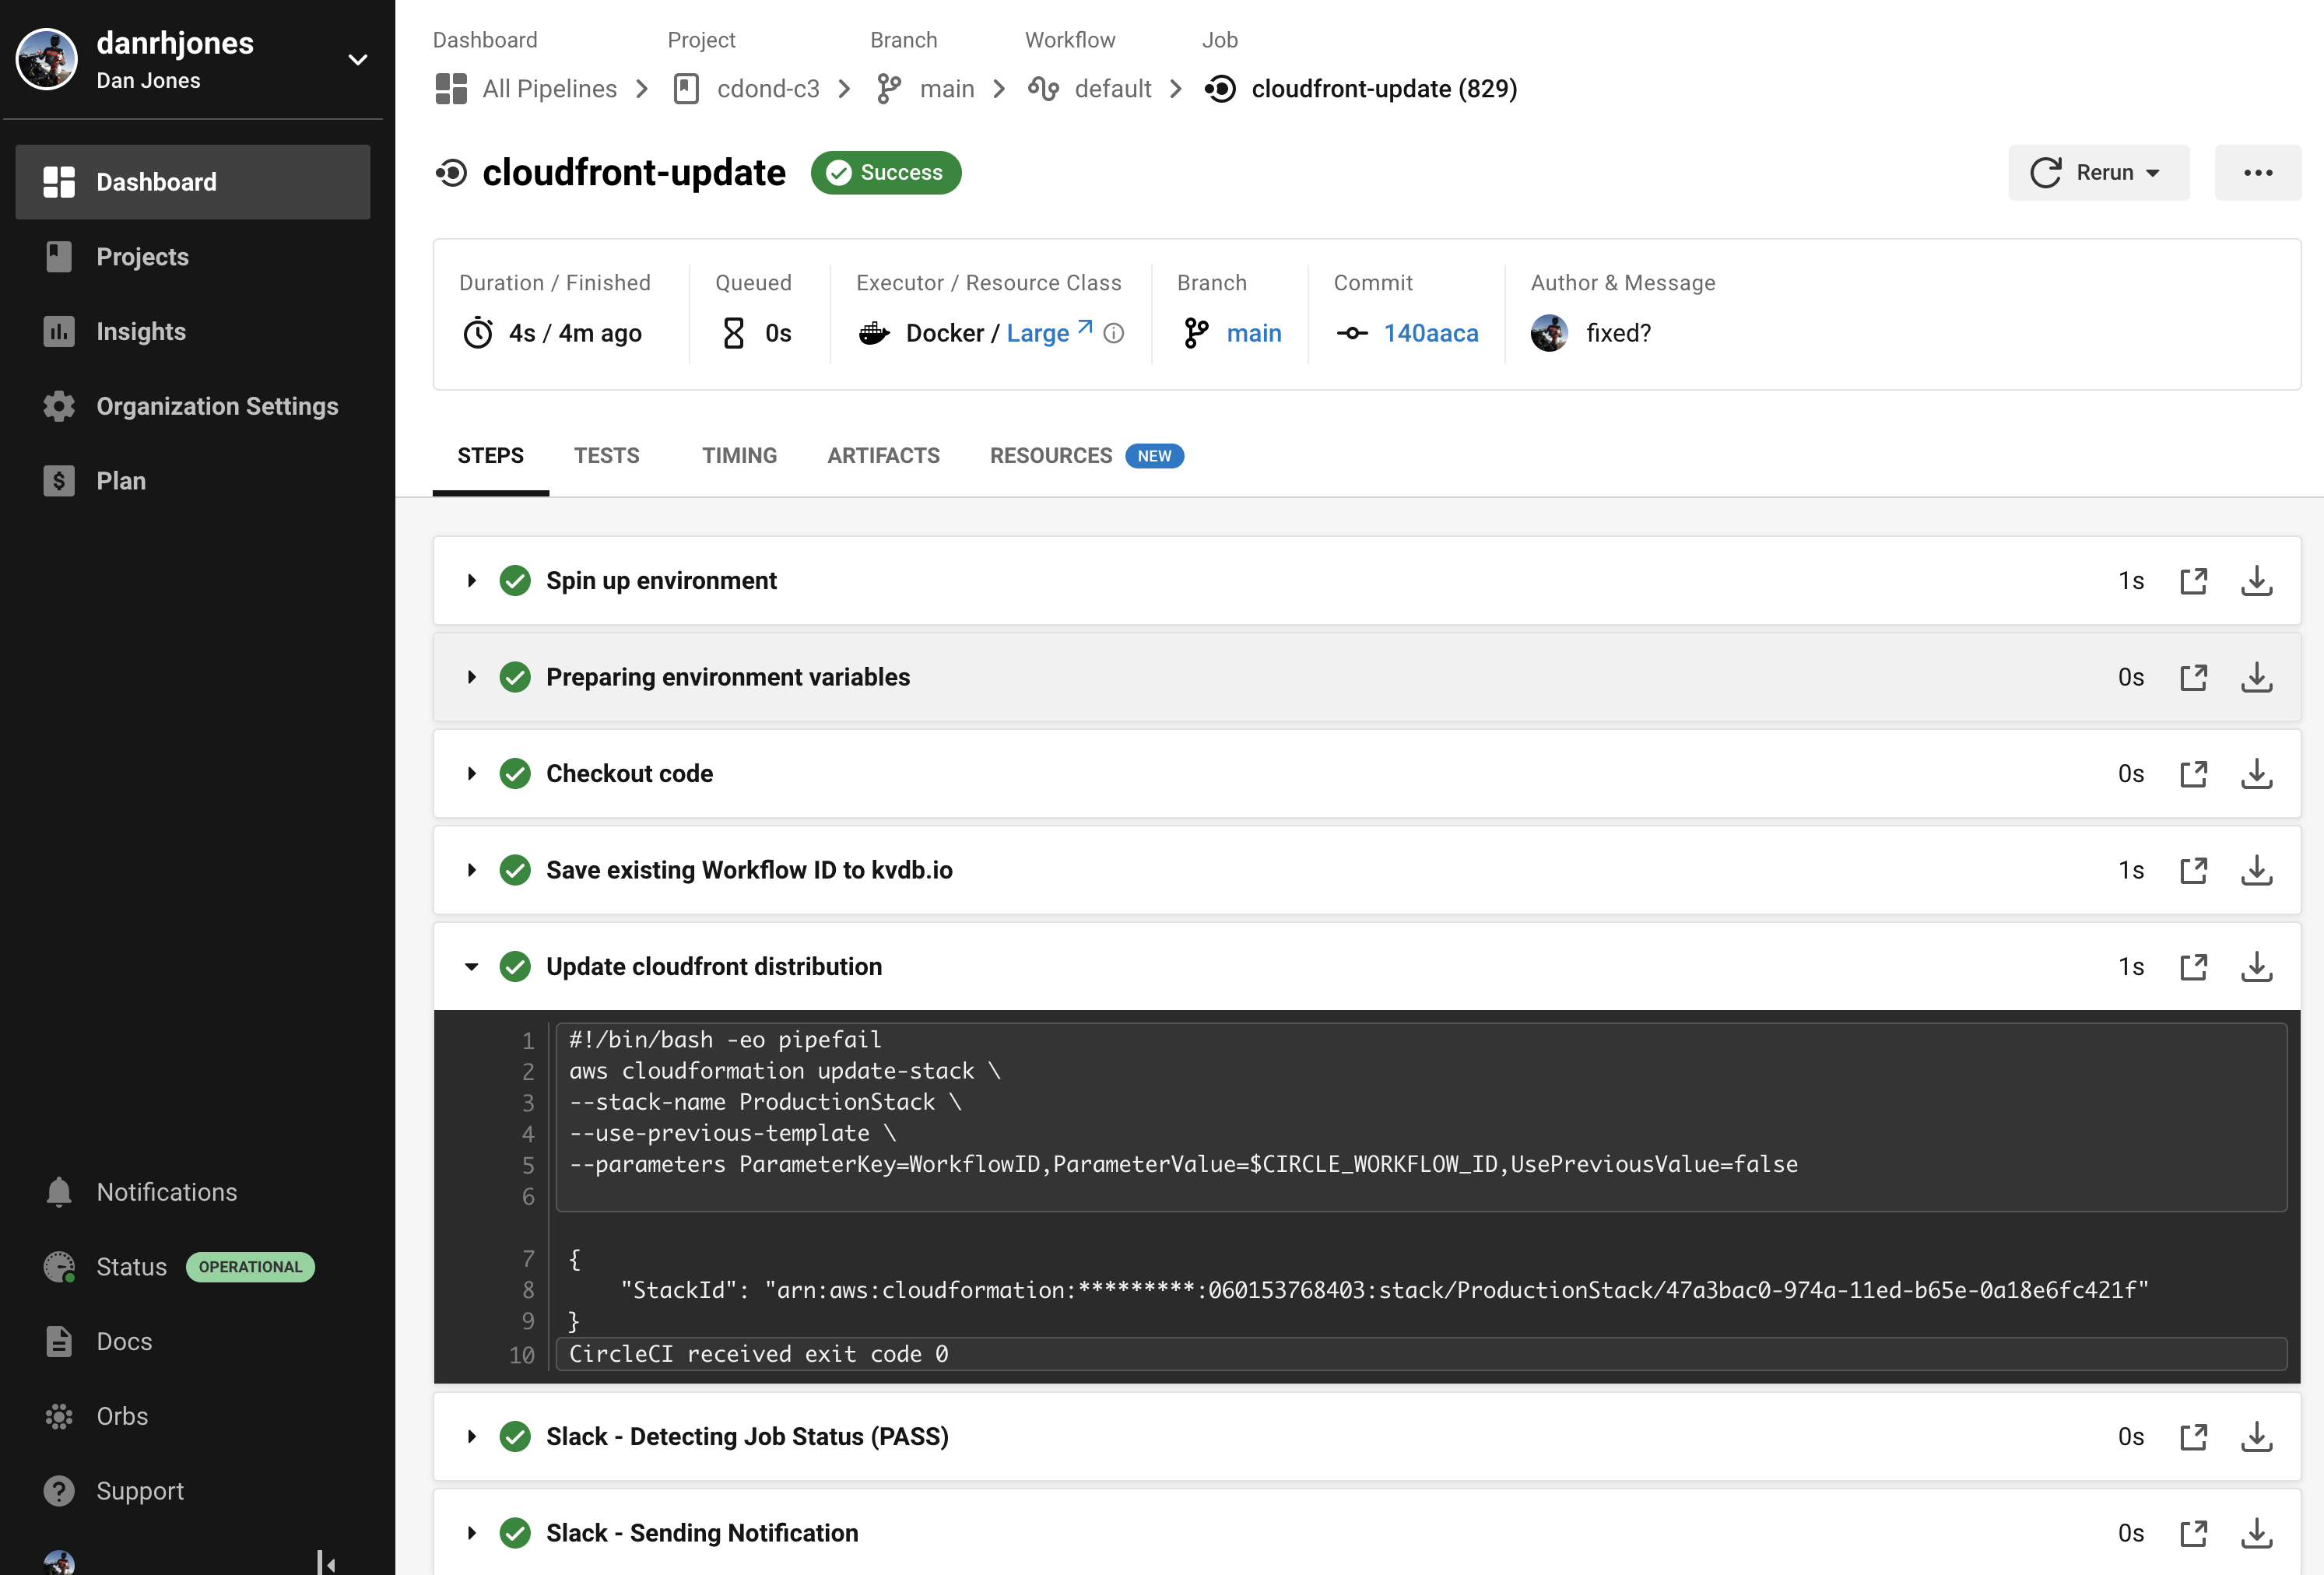 danrhjones
Dan Jones
Dashboard
Projects
Insights
Organization Settings
Plan
Notifications
Status OPERATIONAL
Docs
Orbs
Support
Dashboard Project Branch Workflow Job
All Pipelines cdond-c3 main default cloudfront-update (829)
cloudfront-update Success
Rerun
Duration / Finished Queued Executor / Resource Class Branch Commit Author & Message
4s / 4m ago 0s Docker / Large main 140aaca fixed?
STEPS TESTS TIMING ARTIFACTS RESOURCES NEW
Spin up environment 1s
Preparing environment variables 0s
Checkout code 0s
Save existing Workflow ID to kvdb.io 1s
Update cloudfront distribution 1s
1 #!/bin/bash -eo pipefail
2 aws cloudformation update-stack \
3 --stack-name ProductionStack \
4 --use-previous-template \
5 --parameters ParameterKey=WorkflowID,ParameterValue=$CIRCLE_WORKFLOW_ID,UsePreviousValue=false
6
7 {
8 "StackId": "arn:aws:cloudformation:*********:060153768403:stack/ProductionStack/47a3bac0-974a-11ed-b65e-0a18e6fc421f"
9 }
10 CircleCI received exit code 0
Slack - Detecting Job Status (PASS) 0s
Slack - Sending Notification 0s